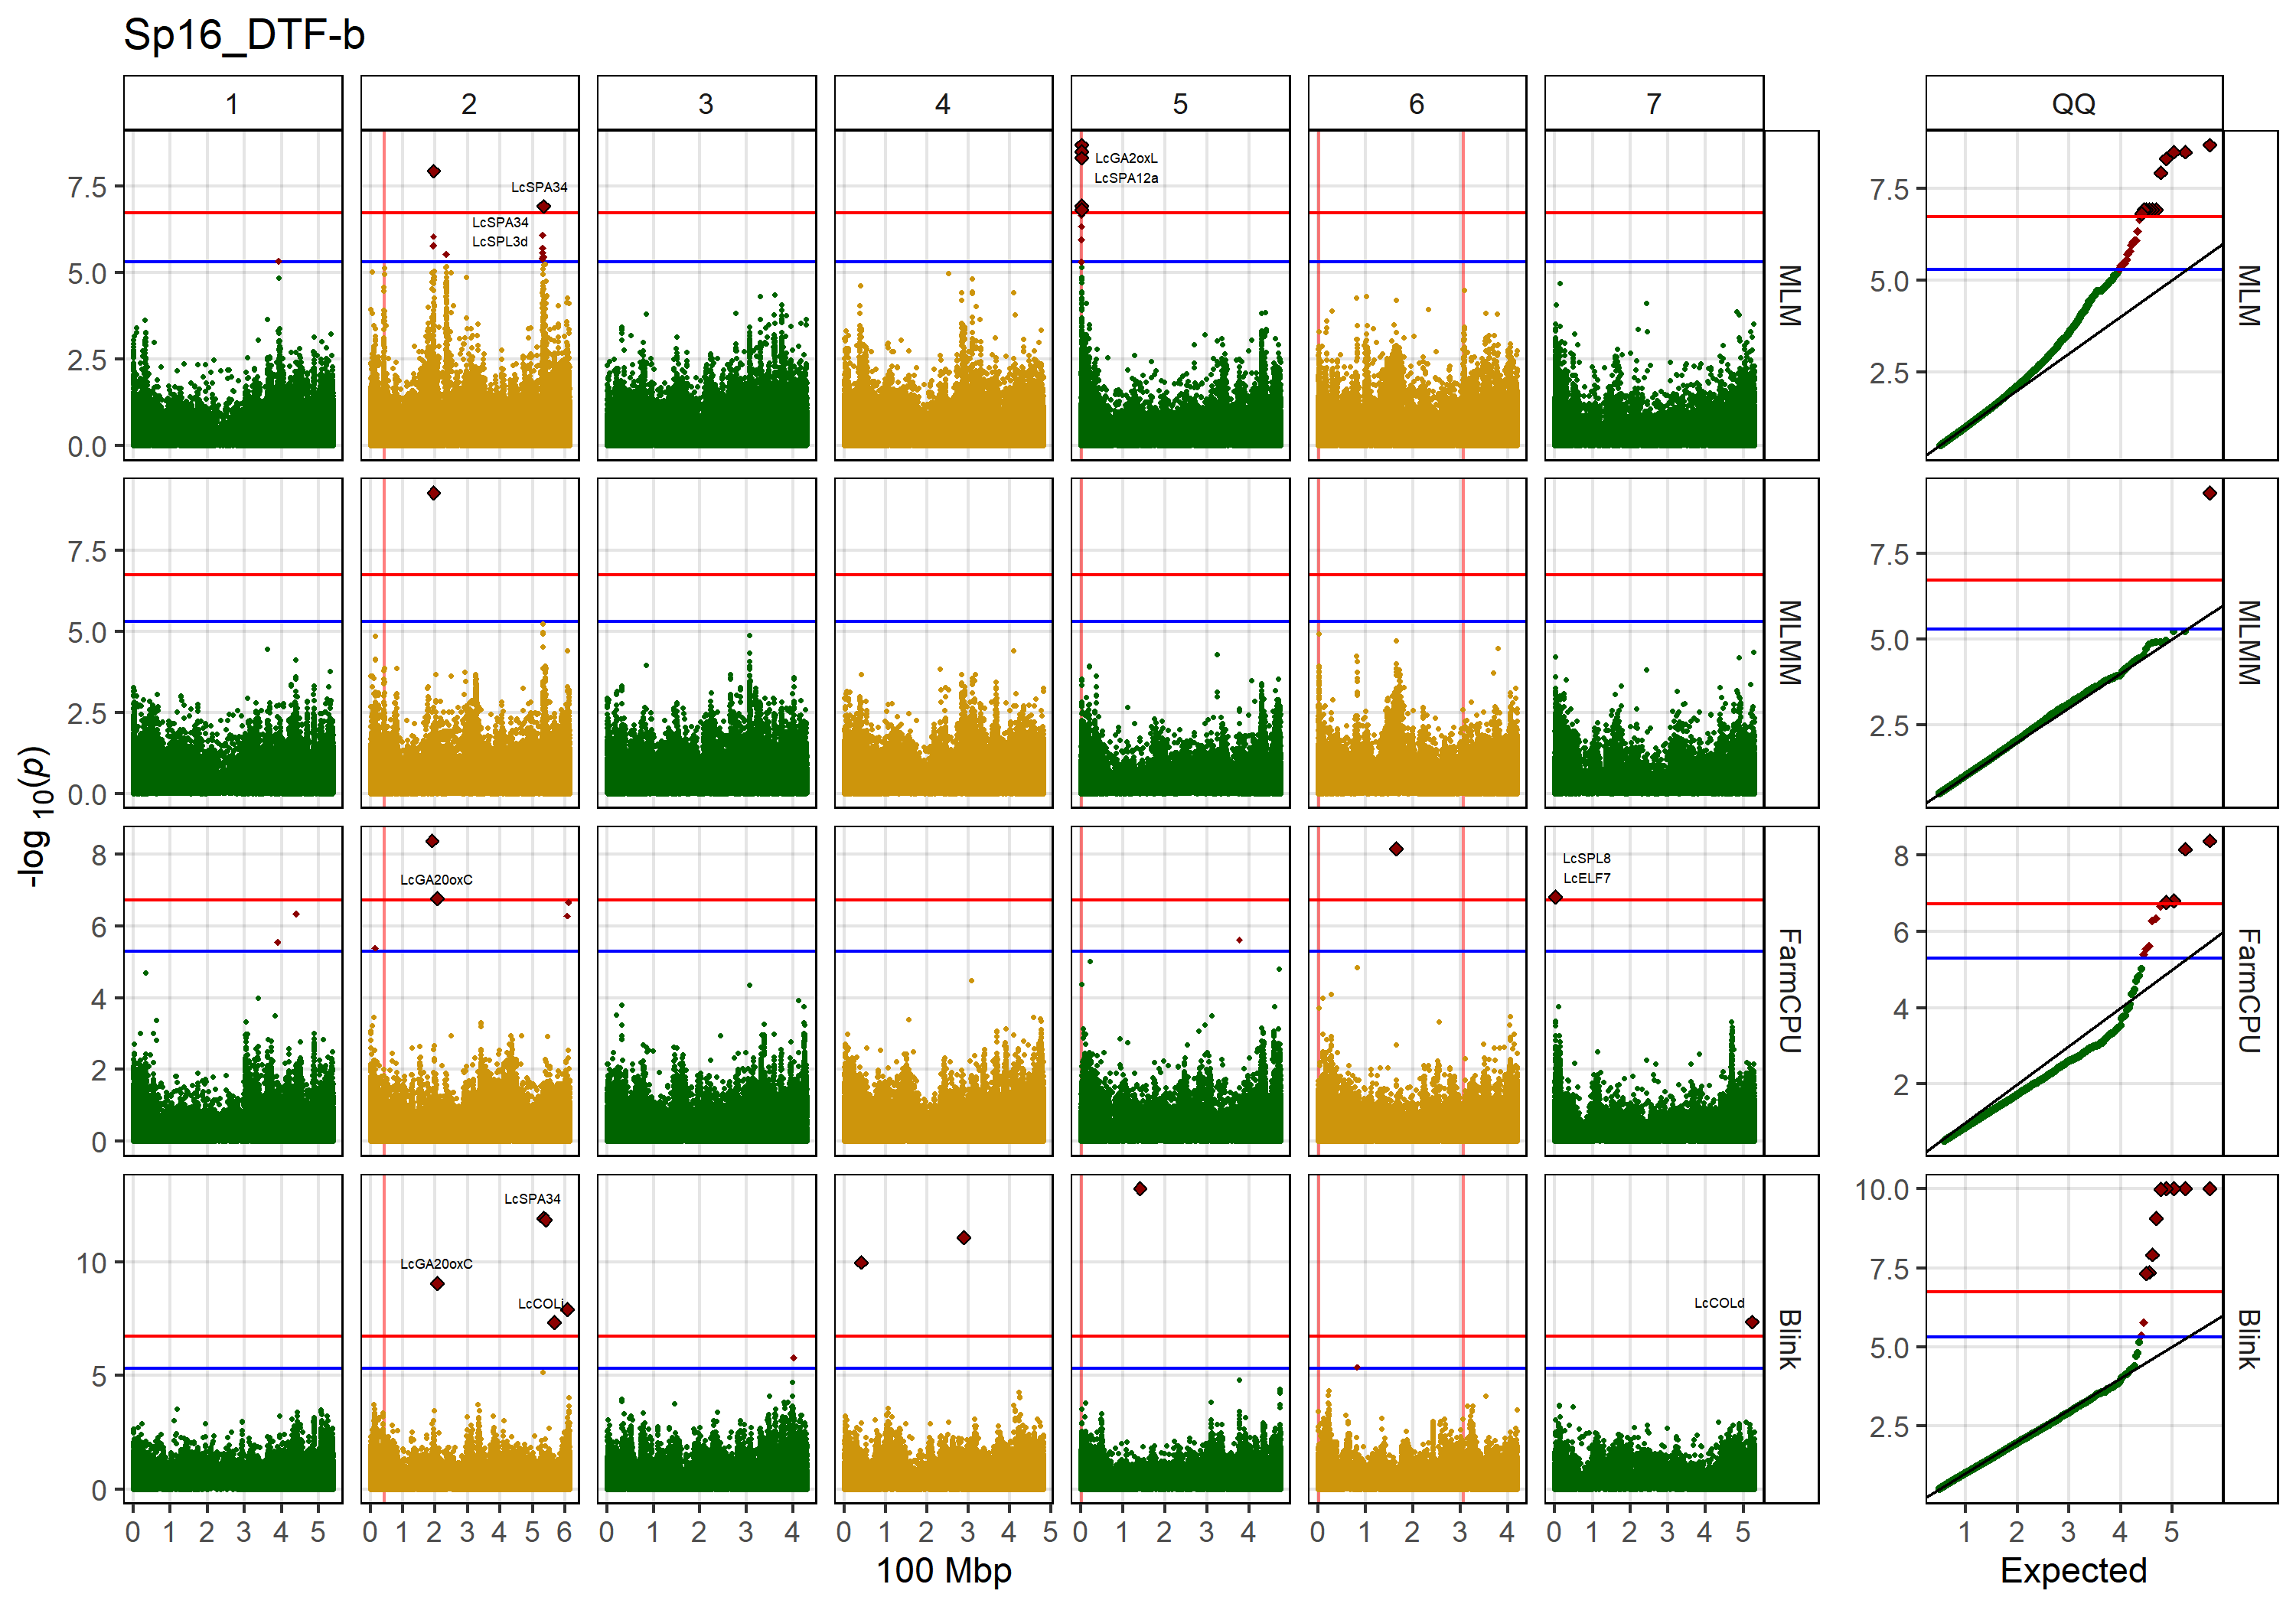 Sp16_DTF-b
1 2 3 4 5 6 7 QQ
-log 10(p)
7.5
5.0
2.5
0.0
LcSPA34
LcSPA34
LcSPL3d
LcGA2oxL
LcSPA12a
MLM
7.5
5.0
2.5
MLM
7.5
5.0
2.5
0.0
MLMM
7.5
5.0
2.5
MLMM
8
6
4
2
0
LcGA20oxC
LcSPL8
LcELF7
FarmCPU
8
6
4
2
FarmCPU
10
5
0
LcSPA34
LcGA20oxC
LcCOLi
LcCOLd
Blink
10.0
7.5
5.0
2.5
Blink
0 1 2 3 4 5 0 1 2 3 4 5 6 0 1 2 3 4 0 1 2 3 4 5 0 1 2 3 4 0 1 2 3 4 0 1 2 3 4 5 1 2 3 4 5
100 Mbp
Expected